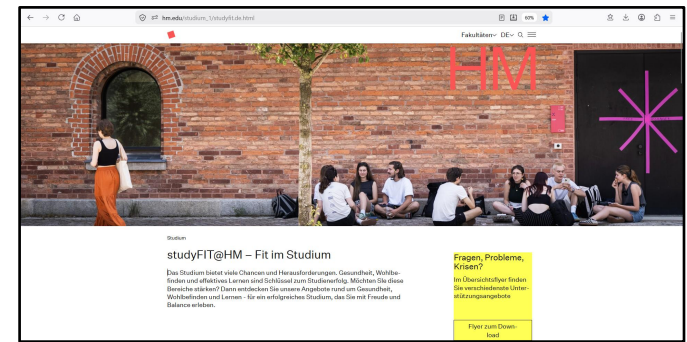 hm.edu/studium_1/studyfit.de.html
60%
Fakultäten DE
HM
Studium
studyFIT@HM – Fit im Studium
Das Studium bietet viele Chancen und Herausforderungen. Gesundheit, Wohlbe-
finden und effektives Lernen sind Schlüssel zum Studienerfolg. Möchten Sie diese
Bereiche stärken? Dann entdecken Sie unsere Angebote rund um Gesundheit,
Wohlbefinden und Lernen - für ein erfolgreiches Studium, das Sie mit Freude und
Balance erleben.
Fragen, Probleme,
Krisen?
Im Übersichtsflyer finden
Sie verschiedenste Unter-
stützungsangebote
Flyer zum Down-
load